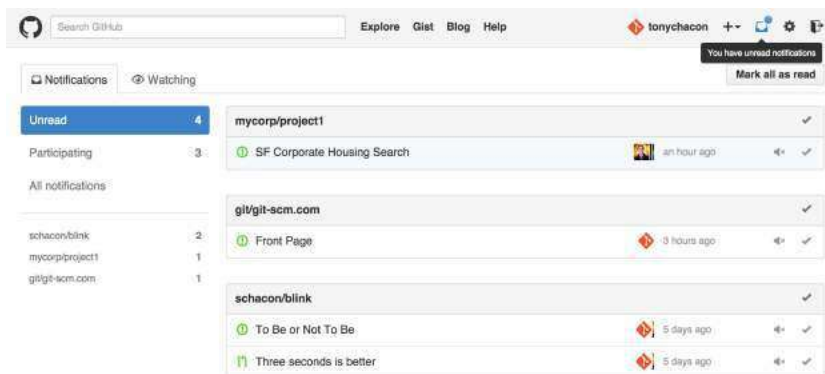 Search GitHub Explore Gist Blog Help tonychacon
You have unread notifications
Notifications Watching Mark all as read
Unread 4
Participating 3
All notifications
schacon/blink 2
mycorp/project1 1
git/git-scm.com 1
mycorp/project1
SF Corporate Housing Search an hour ago
git/git-scm.com
Front Page 3 hours ago
schacon/blink
To Be or Not To Be 5 days ago
Three seconds is better 5 days ago